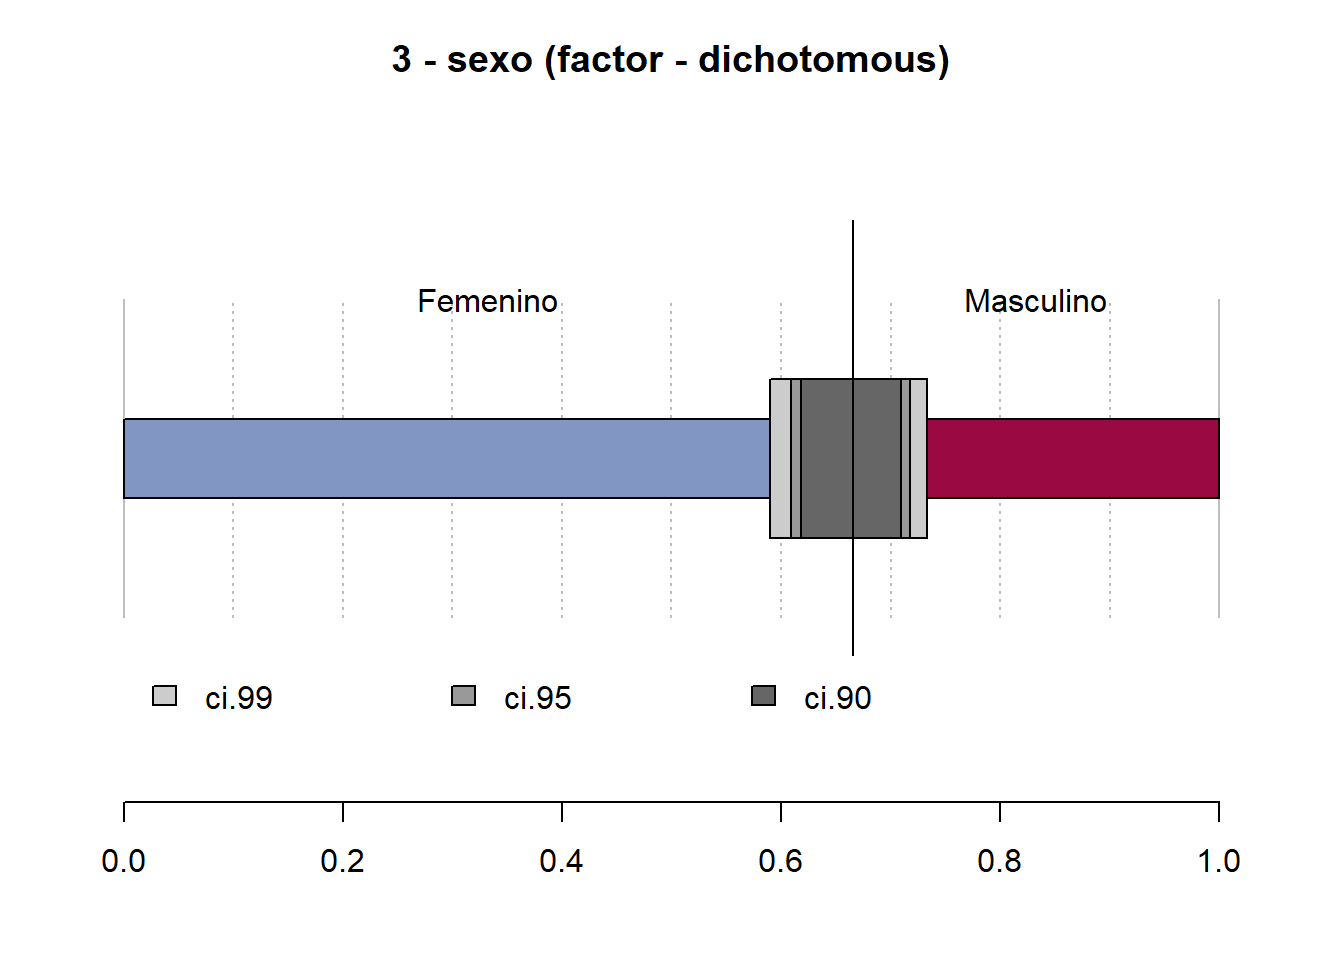 3 - sexo (factor - dichotomous)
Femenino Masculino
ci.99 ci.95 ci.90
0.0 0.2 0.4 0.6 0.8 1.0